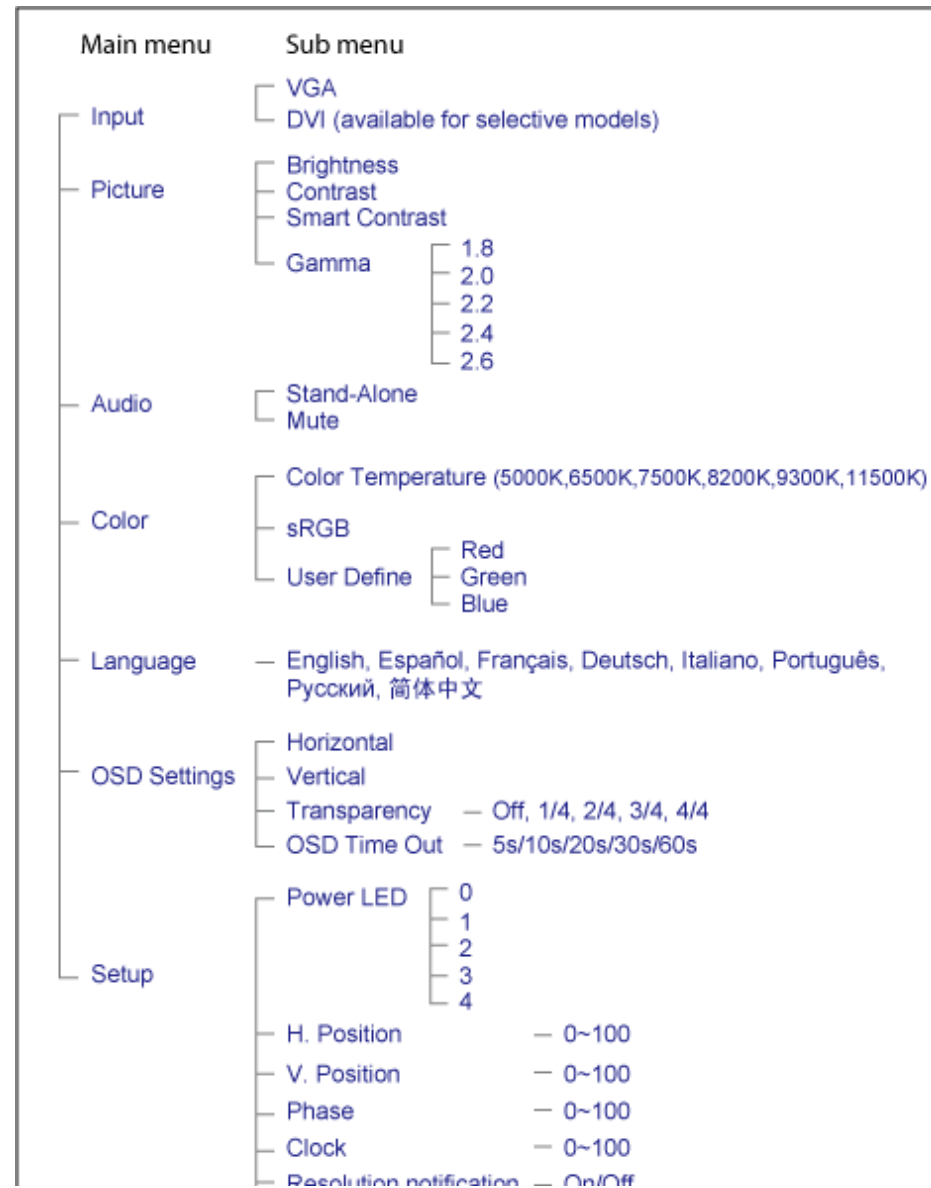 Main menu Sub menu
VGA
Input
DVI (available for selective models)
Brightness
Picture
Contrast
Smart Contrast
Gamma
1.8
2.0
2.2
2.4
2.6
Audio
Stand-Alone
Mute
Color
Color Temperature (5000K,6500K,7500K,8200K,9300K,11500K)
sRGB
User Define
Red
Green
Blue
Language
English, Español, Français, Deutsch, Italiano, Português,
Русский, 简体中文
OSD Settings
Horizontal
Vertical
Transparency — Off, 1/4, 2/4, 3/4, 4/4
OSD Time Out — 5s/10s/20s/30s/60s
Setup
Power LED
0
1
2
3
4
H. Position — 0~100
V. Position — 0~100
Phase — 0~100
Clock — 0~100
Resolution notification — On/Off